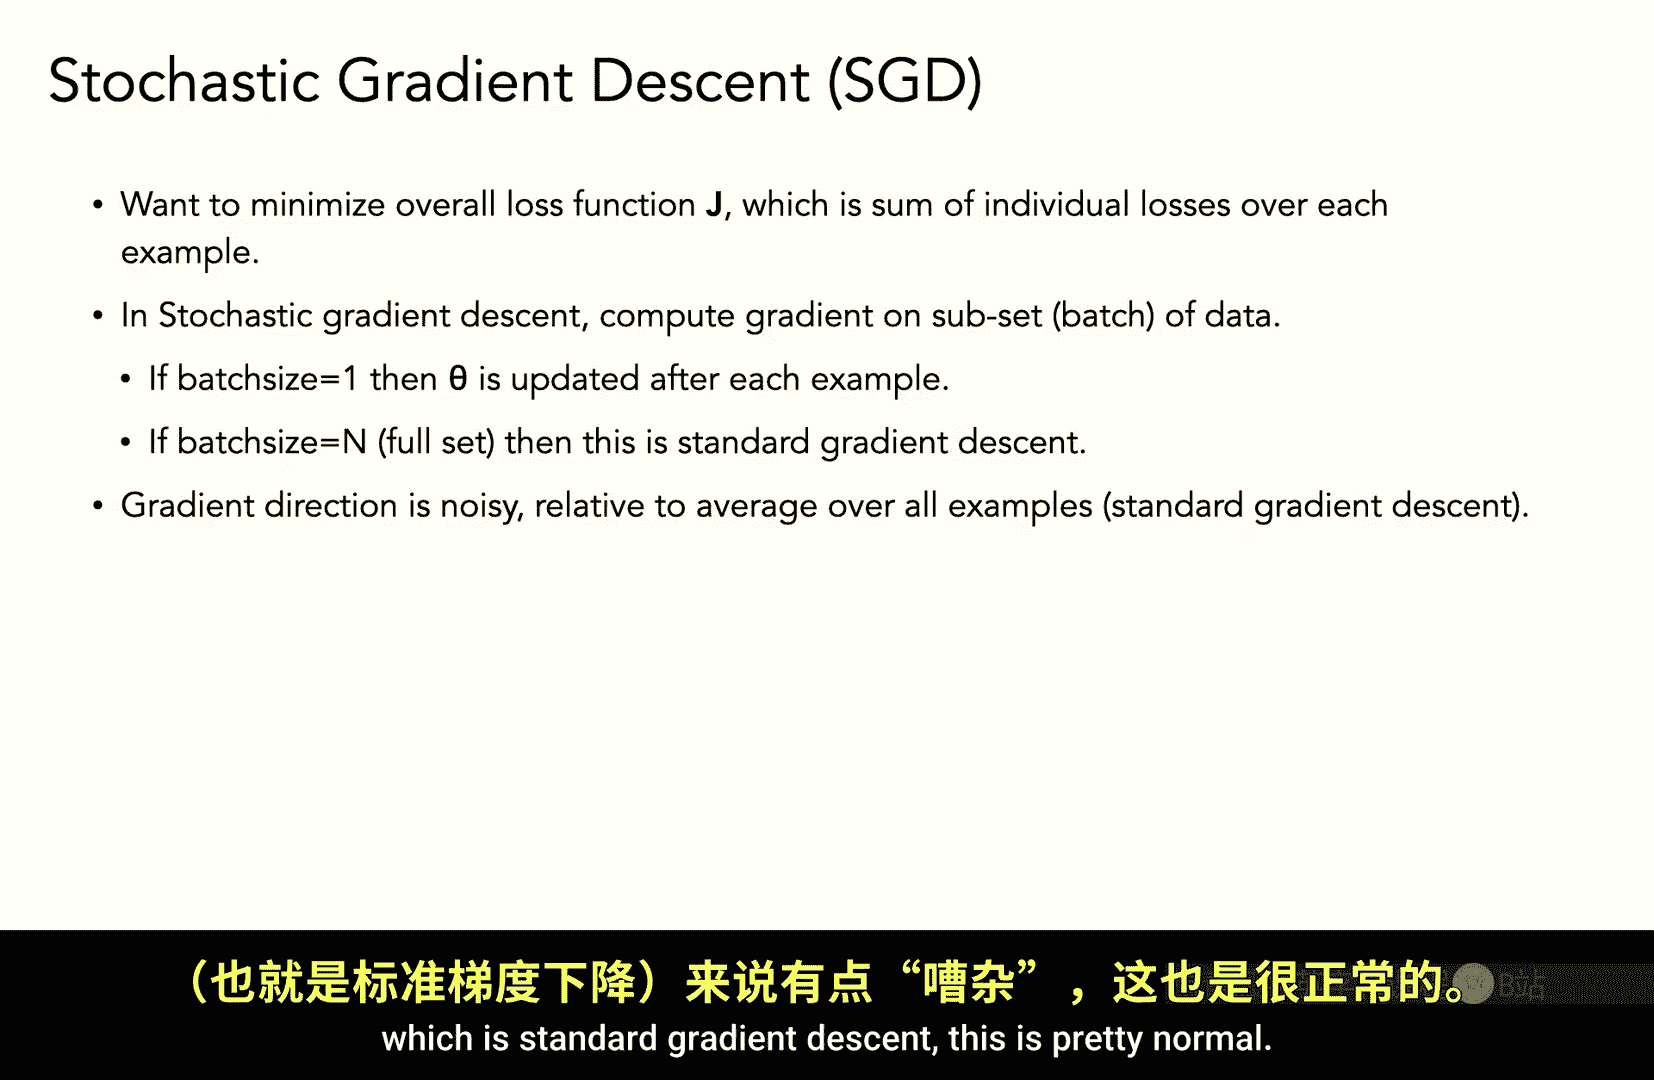 Stochastic Gradient Descent (SGD)
• Want to minimize overall loss function J, which is sum of individual losses over each
example.
• In Stochastic gradient descent, compute gradient on sub-set (batch) of data.
• If batchsize=1 then θ is updated after each example.
• If batchsize=N (full set) then this is standard gradient descent.
• Gradient direction is noisy, relative to average over all examples (standard gradient descent).
（也就是标准梯度下降）来说有点“嘈杂”，这也是很正常的。
B站
which is standard gradient descent, this is pretty normal.